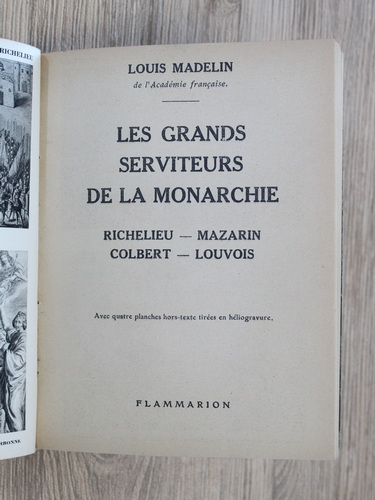 RICHELIEU
LOUIS MADELIN
de l'Académie française.
LES GRANDS
SERVITEURS
DE LA MONARCHIE
RICHELIEU — MAZARIN
COLBERT — LOUVOIS
Avec quatre planches hors-texte tirées en héliogravure.
FLAMMARION